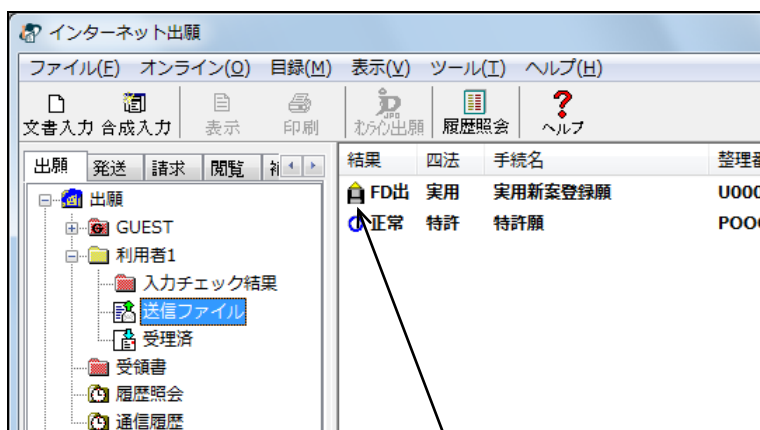 インターネット出願
ファイル(F) オンライン(O) 目録(M) 表示(V) ツール(T) ヘルプ(H)
文書入力 合成入力 表示 印刷 オンライン出願 履歴照会 ヘルプ
出願 発送 請求 閲覧
結果 四法 手続名 整理番
出願
GUEST
利用者1
入力チェック結果
送信ファイル
受理済
受領書
履歴照会
通信履歴
FD出 実用 実用新案登録願 U000
正常 特許 特許願 P000